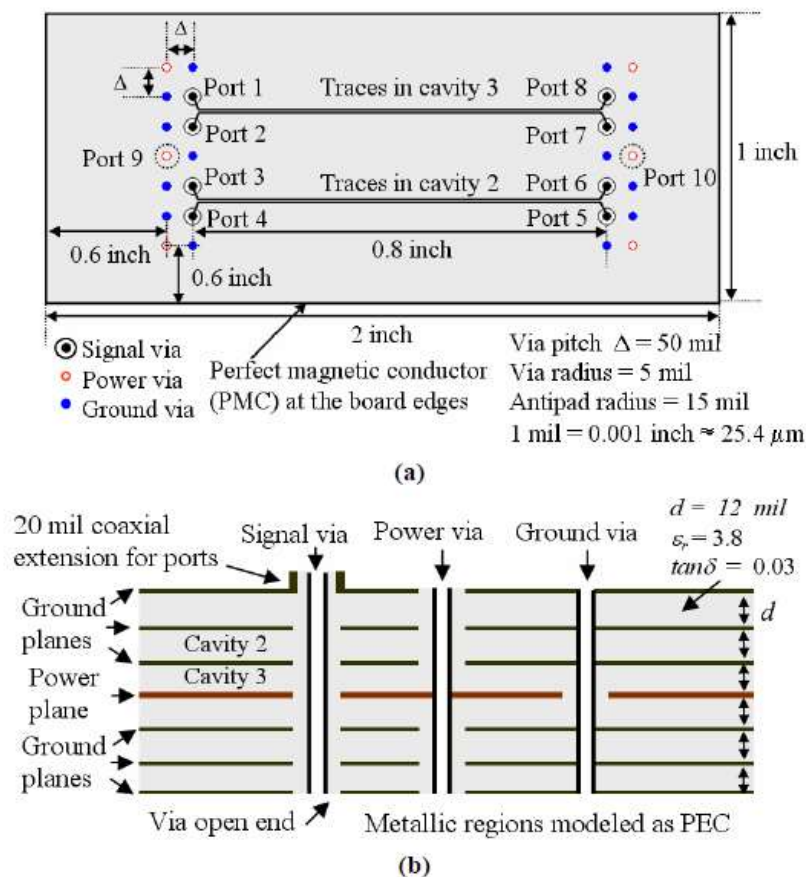 Δ
Δ
Port 1
Traces in cavity 3
Port 8
Port 2
Port 7
Port 9
Port 3
Traces in cavity 2
Port 6
Port 10
Port 4
Port 5
1 inch
0.6 inch
0.8 inch
0.6 inch
2 inch
Signal via
Power via
Ground via
Perfect magnetic conductor
(PMC) at the board edges
Via pitch Δ = 50 mil
Via radius = 5 mil
Antipad radius = 15 mil
1 mil = 0.001 inch ≈ 25.4 μm
(a)
20 mil coaxial
extension for ports
Signal via
Power via
Ground via
d = 12 mil
εr = 3.8
tanδ = 0.03
d
Ground
planes
Cavity 2
Cavity 3
Power
plane
Ground
planes
Via open end
Metallic regions modeled as PEC
(b)